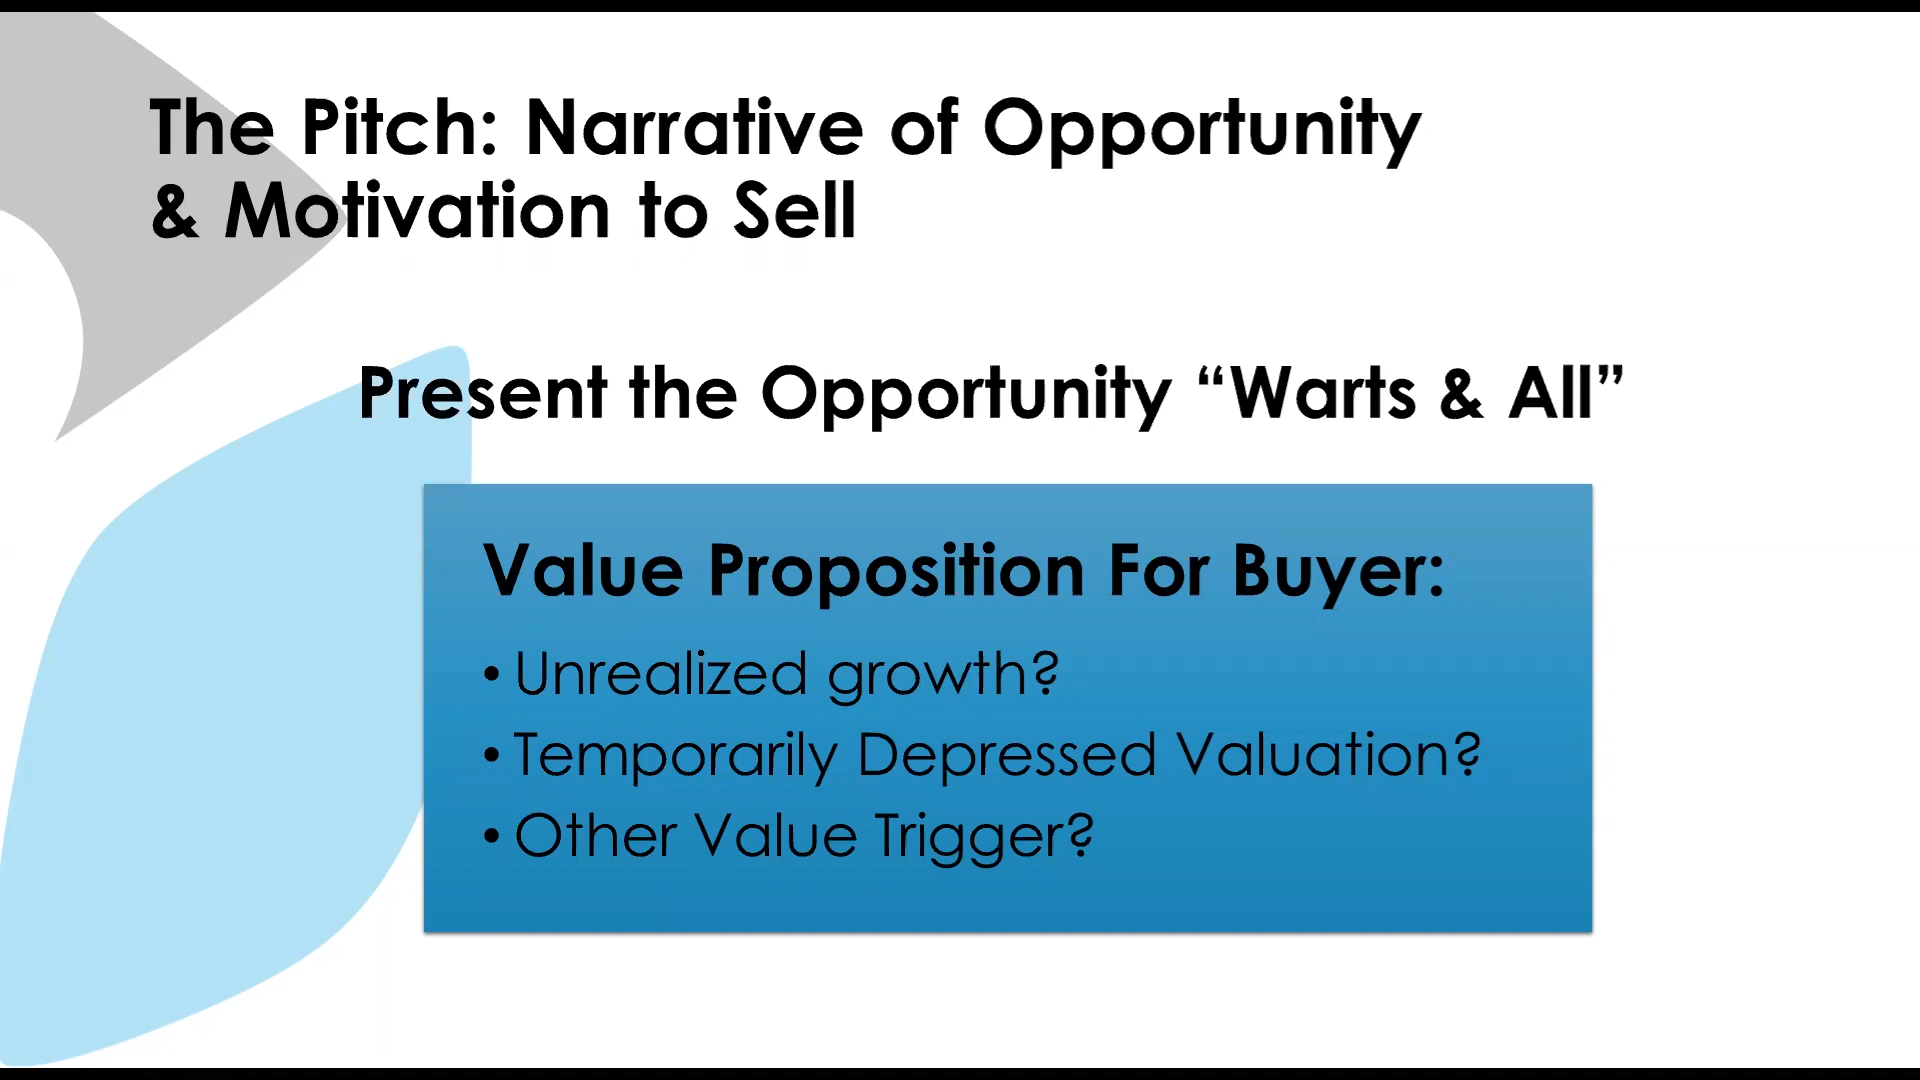 The Pitch: Narrative of Opportunity
& Motivation to Sell
Present the Opportunity “Warts & All”
Value Proposition For Buyer:
• Unrealized growth?
• Temporarily Depressed Valuation?
• Other Value Trigger?